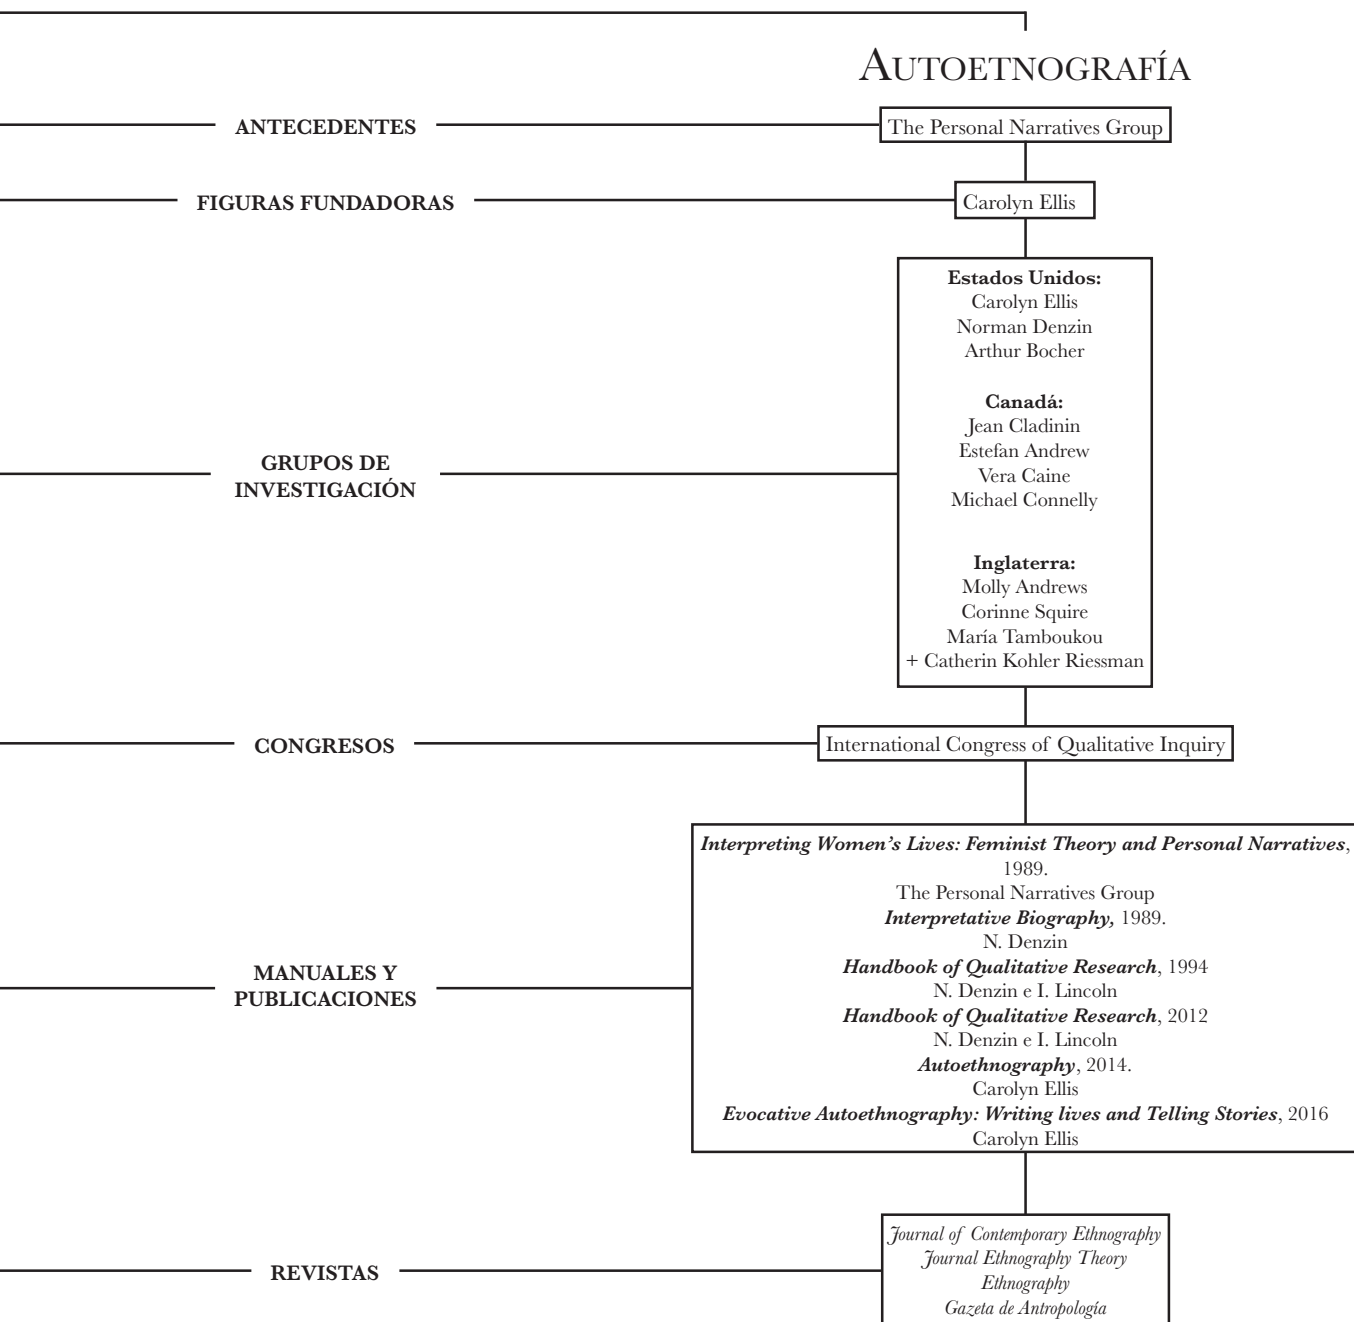 AUTOETNOGRAFÍA
ANTECEDENTES
The Personal Narratives Group
FIGURAS FUNDADORAS
Carolyn Ellis
GRUPOS DE
INVESTIGACIÓN
Estados Unidos:
Carolyn Ellis
Norman Denzin
Arthur Bocher
Canadá:
Jean Cladinin
Estefan Andrew
Vera Caine
Michael Connelly
Inglaterra:
Molly Andrews
Corinne Squire
María Tamboukou
+ Catherin Kohler Riessman
CONGRESOS
International Congress of Qualitative Inquiry
MANUALES Y
PUBLICACIONES
Interpreting Women's Lives: Feminist Theory and Personal Narratives,
1989.
The Personal Narratives Group
Interpretative Biography, 1989.
N. Denzin
Handbook of Qualitative Research, 1994
N. Denzin e I. Lincoln
Handbook of Qualitative Research, 2012
N. Denzin e I. Lincoln
Autoethnography, 2014.
Carolyn Ellis
Evocative Autoethnography: Writing lives and Telling Stories, 2016
Carolyn Ellis
REVISTAS
Journal of Contemporary Ethnography
Journal Ethnography Theory
Ethnography
Gazeta de Antropología